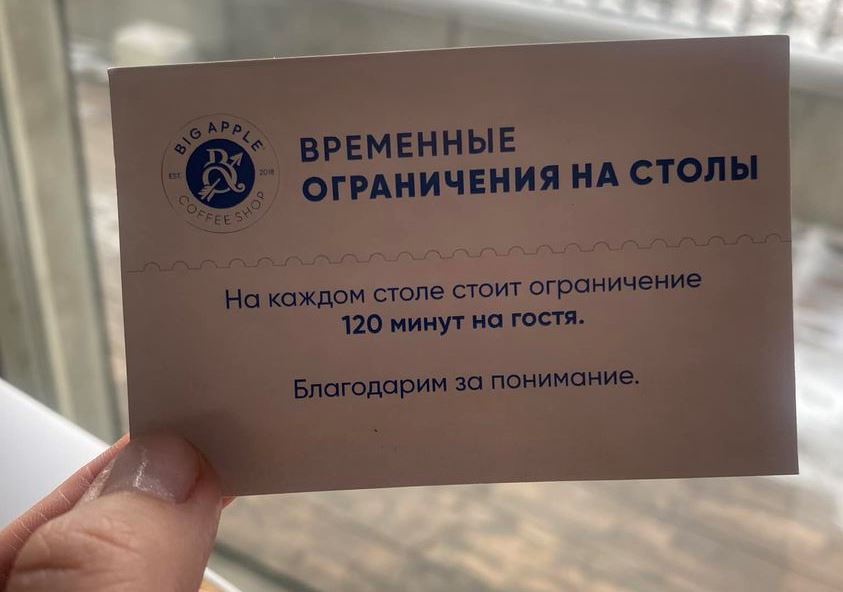 BIG APPLE
EST. 2018
COFFEE SHOP
ВРЕМЕННЫЕ
ОГРАНИЧЕНИЯ НА СТОЛЫ
На каждом столе стоит ограничение
120 минут на гостя.
Благодарим за понимание.